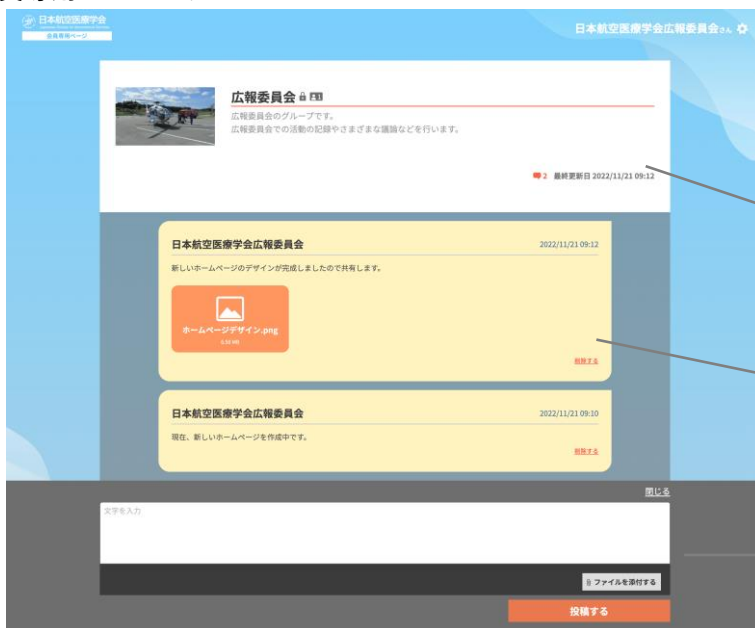 日本航空医療学会
会員専用ページ
日本航空医療学会広報委員会さん
広報委員会
広報委員会のグループです。
広報委員会での活動の記録やさまざまな議論などを行います。
2 最終更新日 2022/11/21 09:12
日本航空医療学会広報委員会 2022/11/21 09:12
新しいホームページのデザインが完成しましたので共有します。
ホームページデザイン.png
削除する
日本航空医療学会広報委員会 2022/11/21 09:10
現在、新しいホームページを作成中です。
削除する
閉じる
文字を入力
ファイルを添付する
投稿する